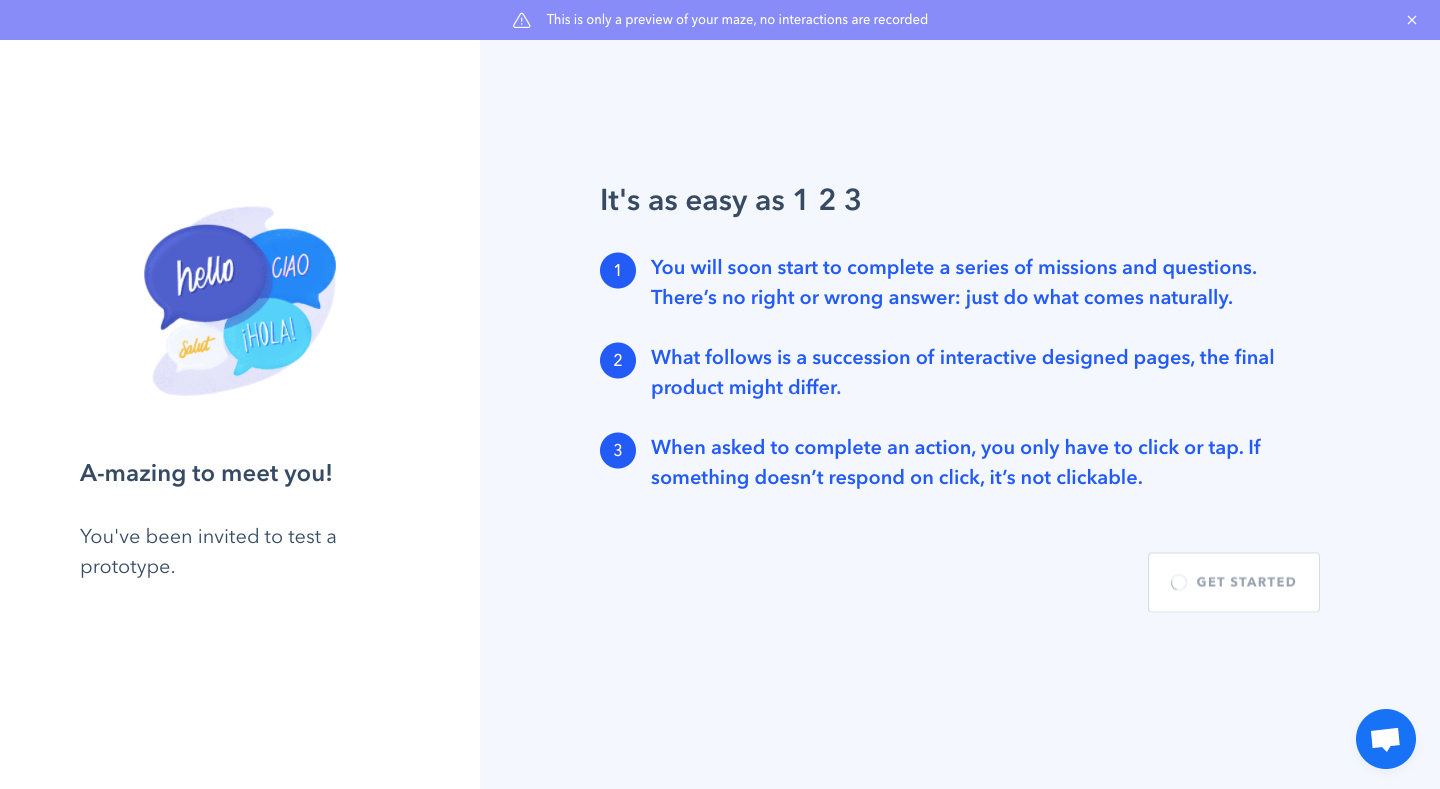 This is only a preview of your maze, no interactions are recorded
hello
CIAO
¡HOLA!
Salut
A-mazing to meet you!
You've been invited to test a
prototype.
It's as easy as 1 2 3
1
You will soon start to complete a series of missions and questions.
There’s no right or wrong answer: just do what comes naturally.
2
What follows is a succession of interactive designed pages, the final
product might differ.
3
When asked to complete an action, you only have to click or tap. If
something doesn’t respond on click, it’s not clickable.
GET STARTED